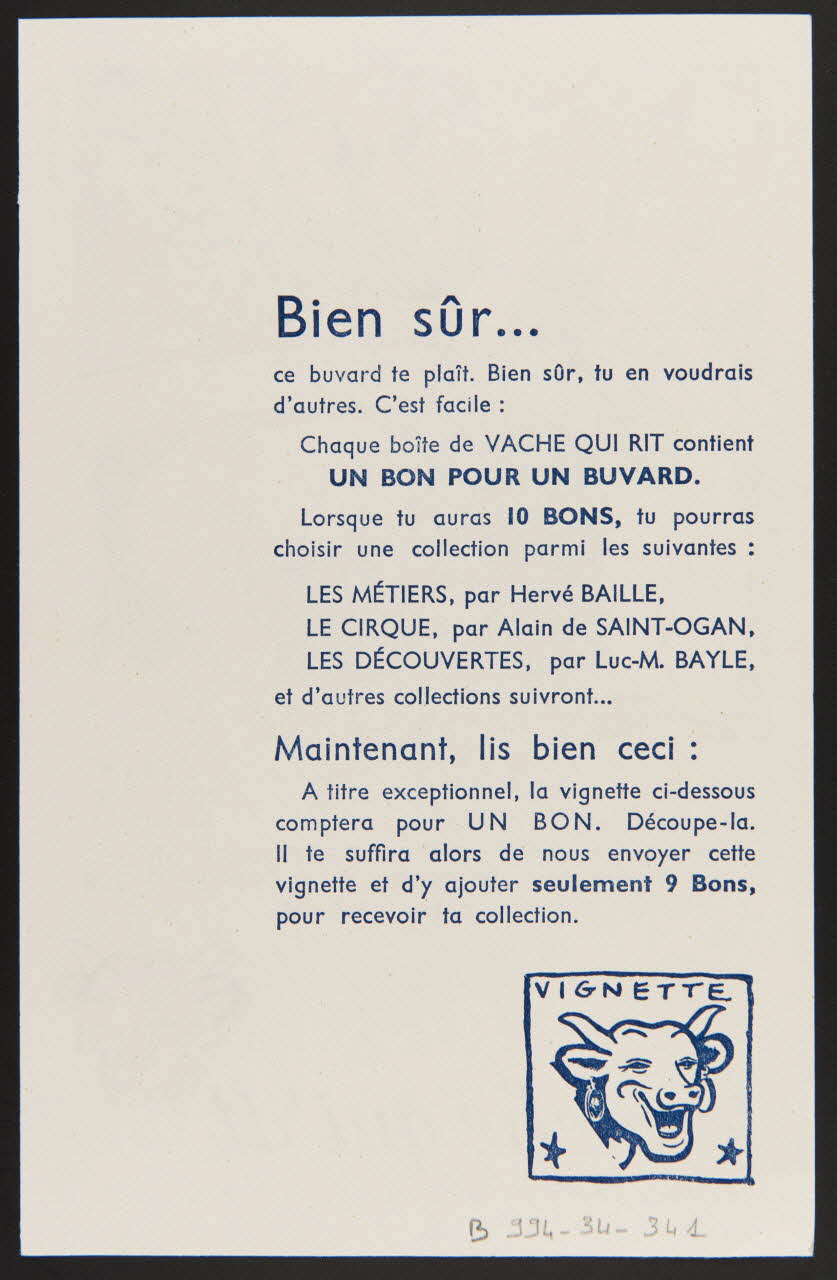 Bien sûr...
ce buvard te plaît. Bien sûr, tu en voudrais
d'autres. C'est facile :
Chaque boîte de VACHE QUI RIT contient
UN BON POUR UN BUVARD.
Lorsque tu auras 10 BONS, tu pourras
choisir une collection parmi les suivantes :
LES MÉTIERS, par Hervé BAILLE,
LE CIRQUE, par Alain de SAINT-OGAN,
LES DÉCOUVERTES, par Luc-M. BAYLE,
et d'autres collections suivront...
Maintenant, lis bien ceci :
A titre exceptionnel, la vignette ci-dessous
comptera pour UN BON. Découpe-la.
Il te suffira alors de nous envoyer cette
vignette et d'y ajouter seulement 9 Bons,
pour recevoir ta collection.
VIGNETTE
B 994-34-341